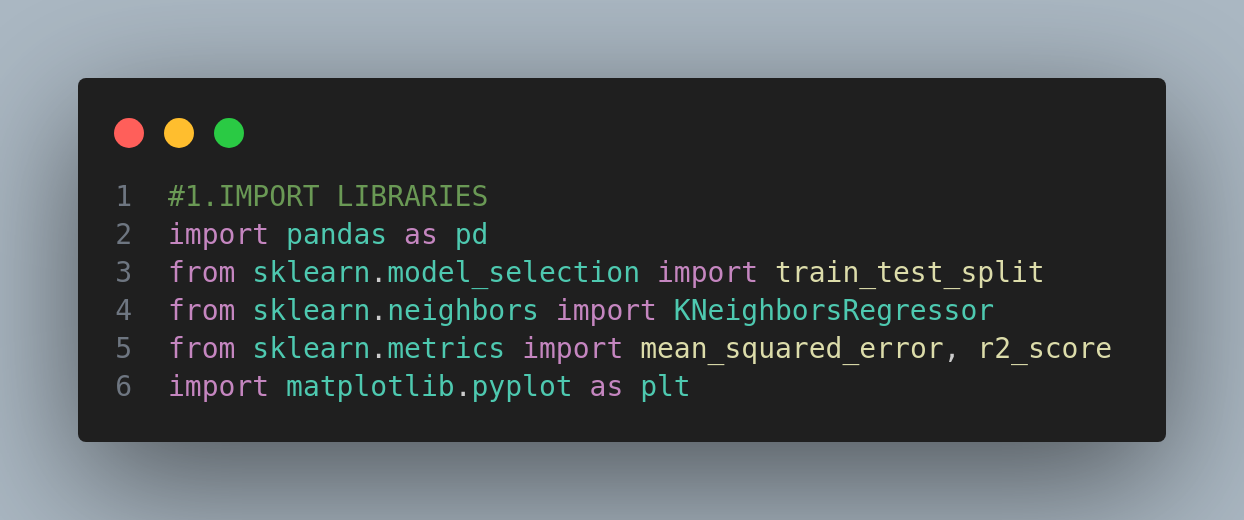 1 #1.IMPORT LIBRARIES
2 import pandas as pd
3 from sklearn.model_selection import train_test_split
4 from sklearn.neighbors import KNeighborsRegressor
5 from sklearn.metrics import mean_squared_error, r2_score
6 import matplotlib.pyplot as plt